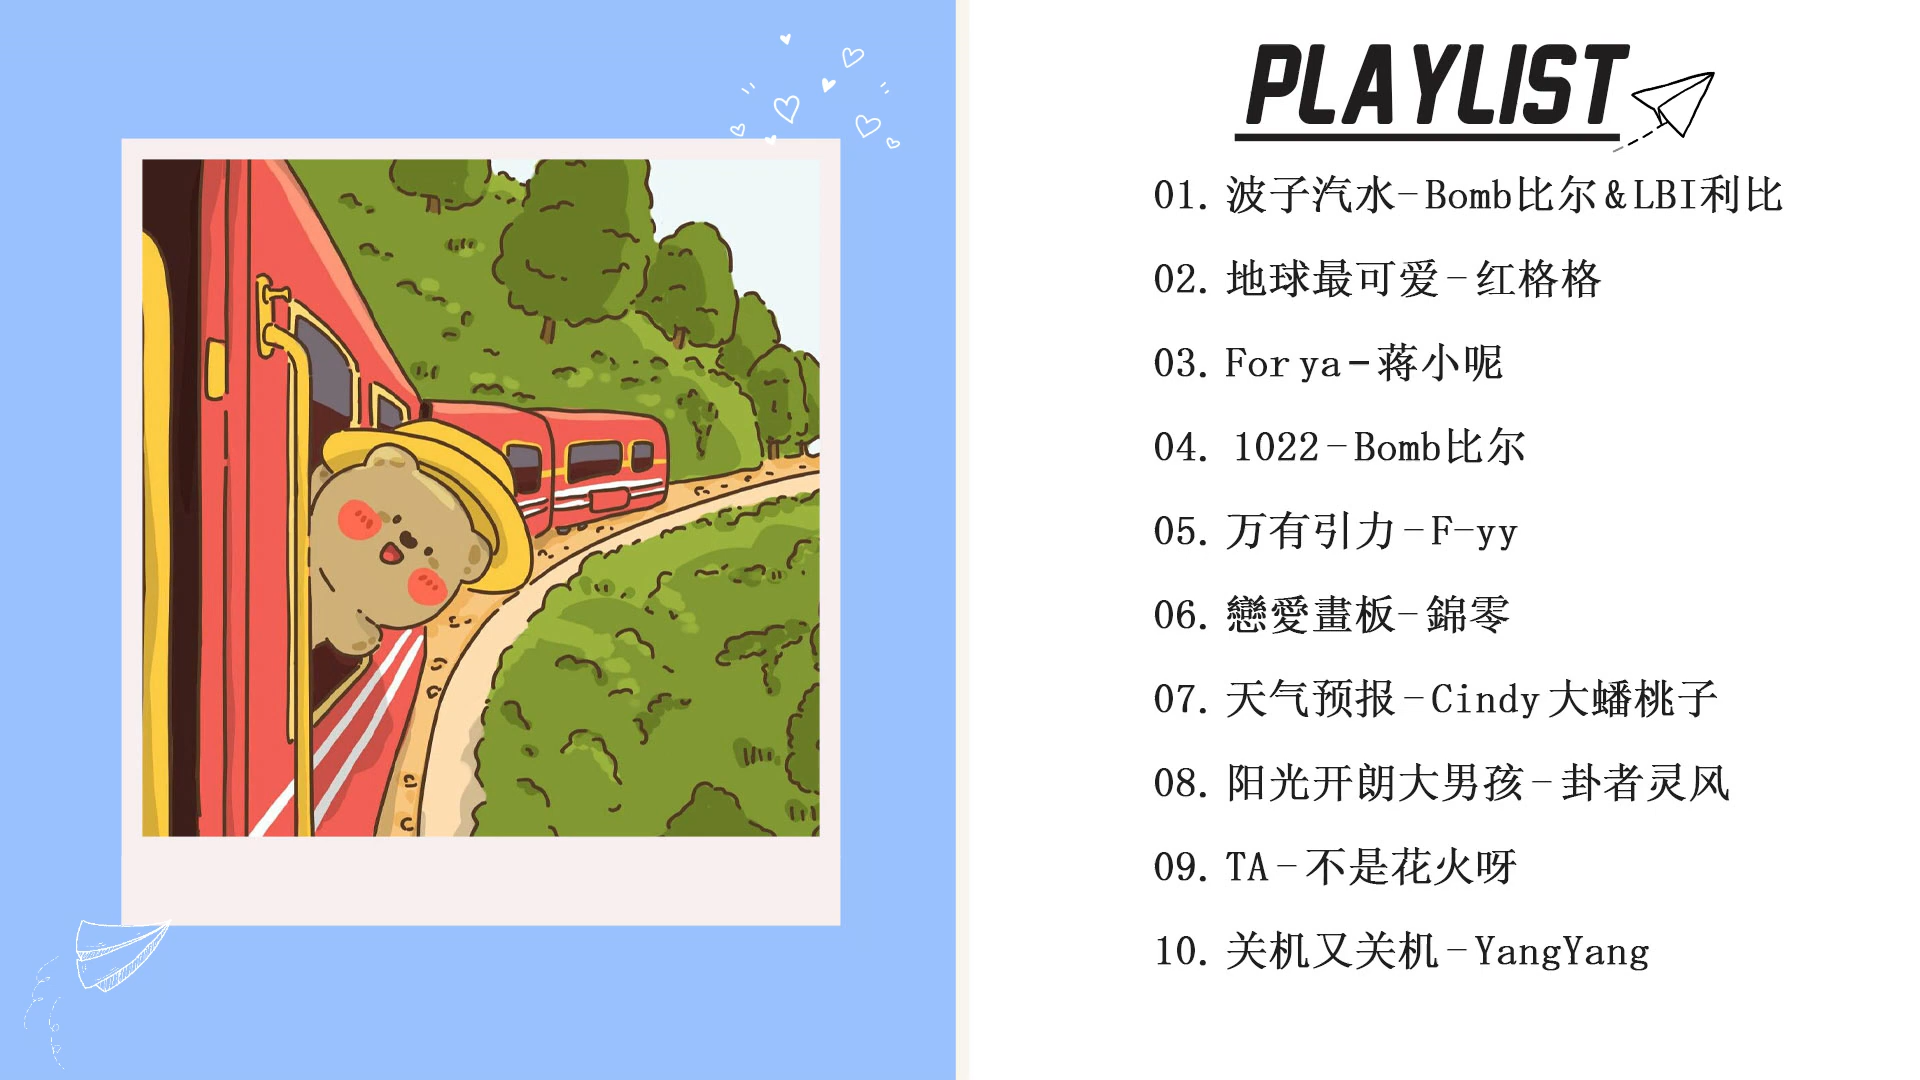 PLAYLIST
01. 波子汽水-Bomb比尔&LBI利比
02. 地球最可爱-红格格
03. For ya-蒋小呢
04. 1022-Bomb比尔
05. 万有引力-F-yy
06. 戀愛畫板-錦零
07. 天气预报-Cindy大蟠桃子
08. 阳光开朗大男孩-卦者灵风
09. TA-不是花火呀
10. 关机又关机-YangYang